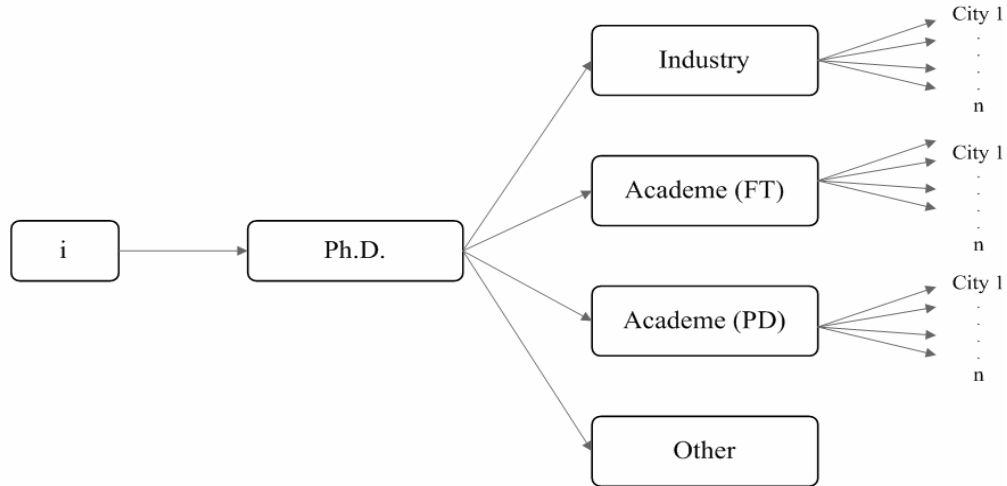 i
Ph.D.
Industry
City 1
.
.
.
.
n
Academe (FT)
City 1
.
.
.
.
n
Academe (PD)
City 1
.
.
.
.
n
Other